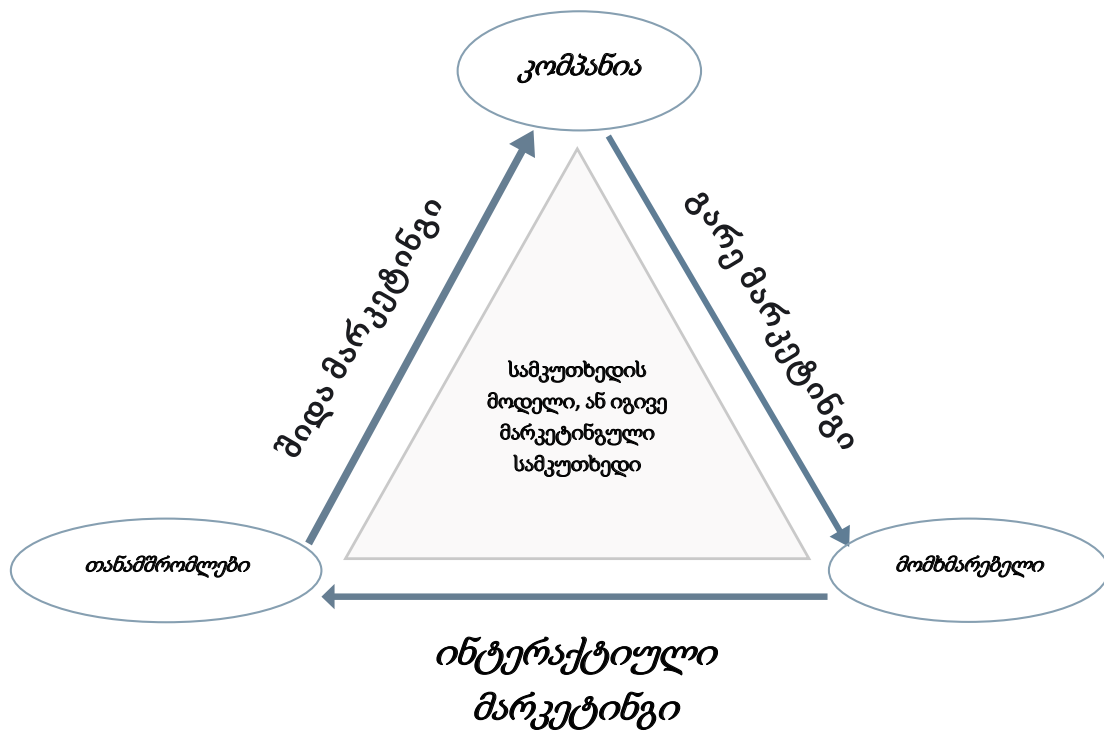 კომპანია
შიდა მარკეტინგი
გარე მარკეტინგი
სამკუთხედის
მოდელი, ან იგივე
მარკეტინგული
სამკუთხედი
თანამშრომლები
მომხმარებელი
ინტერაქტიული
მარკეტინგი